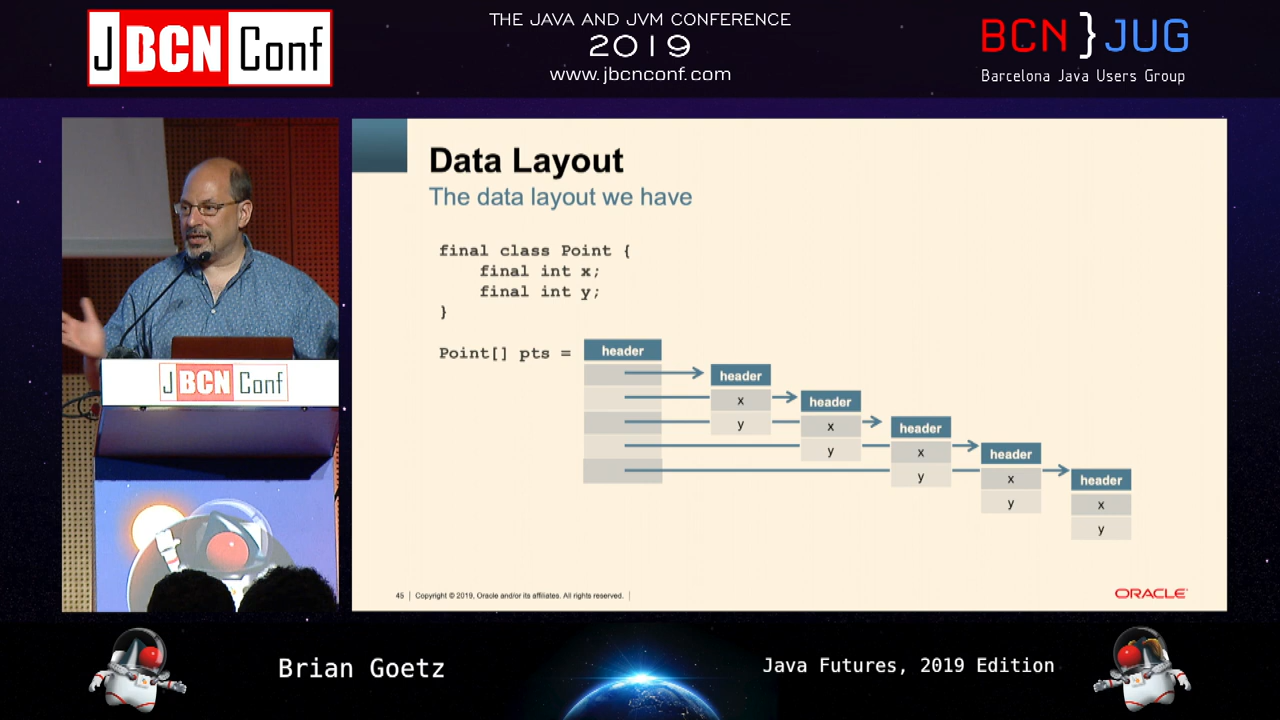 J BCN Conf
THE JAVA AND JVM CONFERENCE
2019
www.jbcnconf.com
BCN } JUG
Barcelona Java Users Group
Data Layout
The data layout we have
final class Point {
final int x;
final int y;
}
Point[] pts =
header
header
x
y
header
x
y
header
x
y
header
x
y
header
x
y
45 | Copyright © 2019, Oracle and/or its affiliates. All rights reserved. |
ORACLE
J BCN Conf
Brian Goetz
Java Futures, 2019 Edition